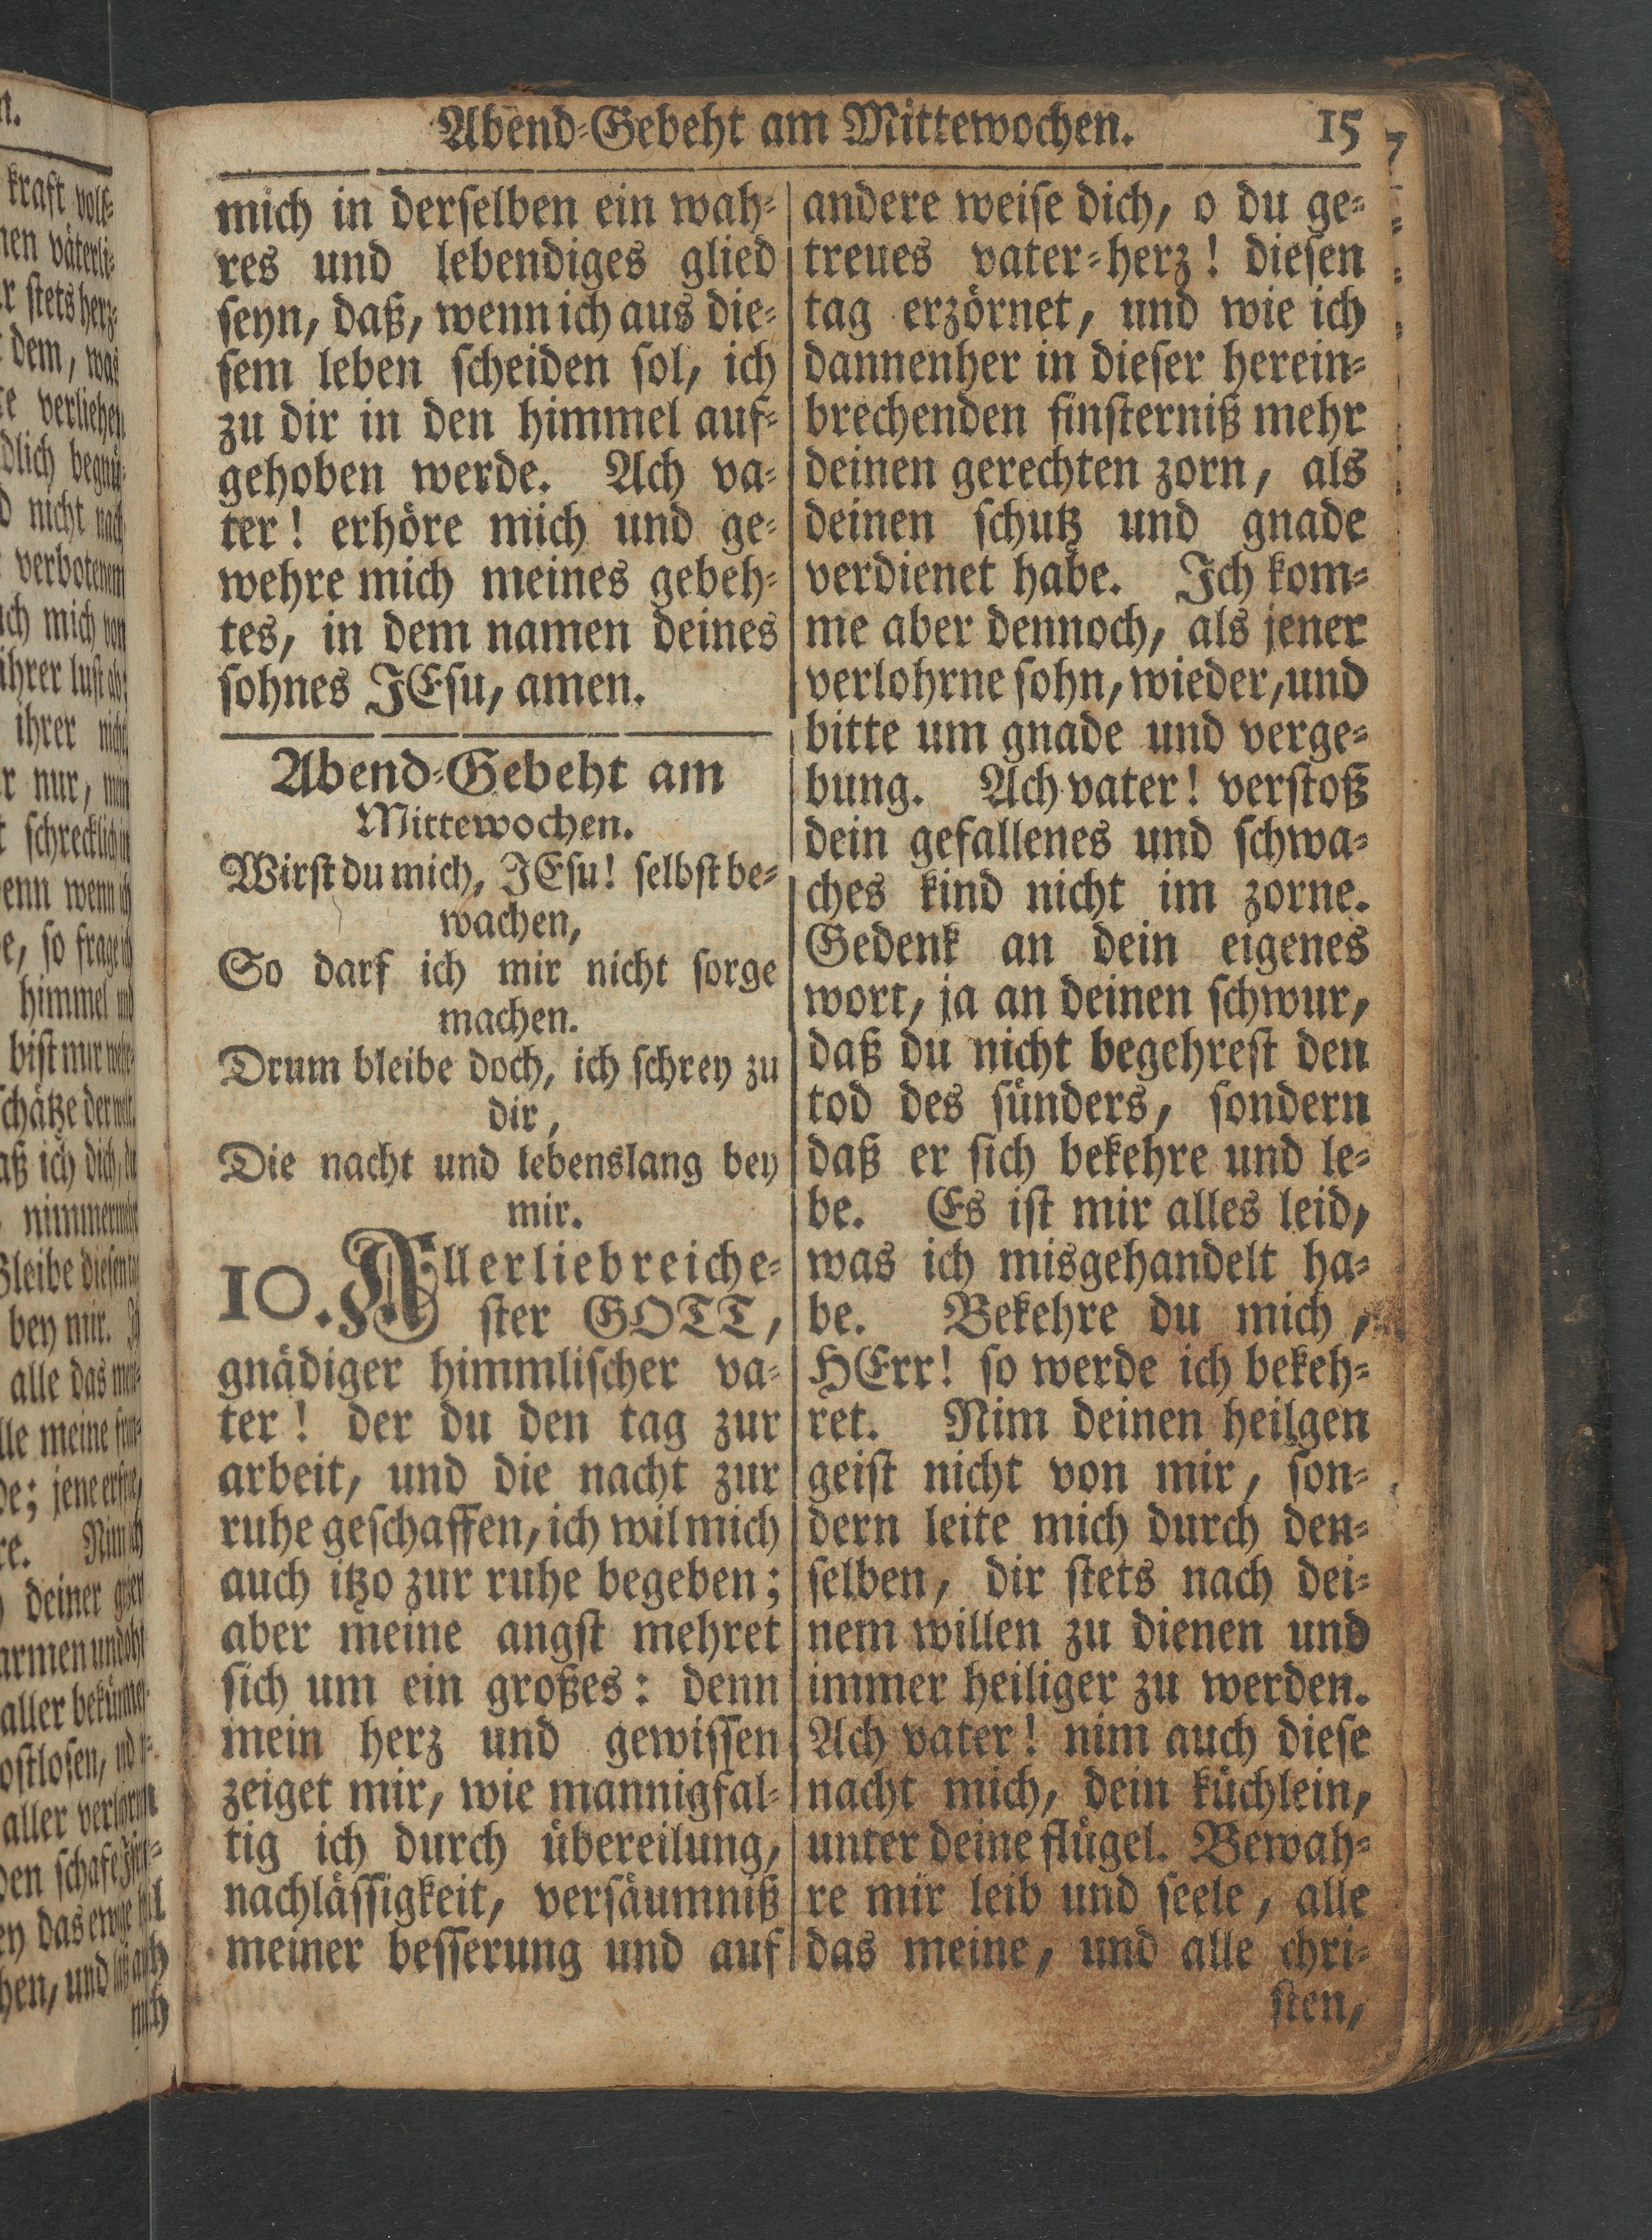 Abend-Gebeht am Mittewochen. 15
mich in derselben ein wah-
res und lebendiges glied
seyn, daß, wenn ich aus die-
sem leben scheiden sol, ich
zu dir in den himmel auf-
gehoben werde. Ach va-
ter! erhöre mich und ge-
wehre mich meines gebeh-
tes, in dem namen deines
sohnes JEsu, amen.
Abend-Gebeht am
Mittewochen.
Wirst du mich, JEsu! selbst be-
wachen,
So darf ich mir nicht sorge
machen.
Drum bleibe doch, ich schrey zu
dir,
Die nacht und lebenslang bey
mir.
10. Allerliebreiche-
ster GOTT,
gnädiger himmlischer va-
ter! der du den tag zur
arbeit, und die nacht zur
ruhe geschaffen, ich wil mich
auch itzo zur ruhe begeben;
aber meine angst mehret
sich um ein großes: denn
mein herz und gewissen
zeiget mir, wie mannigfal-
tig ich durch übereilung,
nachlässigkeit, versäumniß
meiner besserung und auf
andere weise dich, o du ge-
treues vater-herz! diesen
tag erzörnet, und wie ich
dannenher in dieser herein-
brechenden finsterniß mehr
deinen gerechten zorn, als
deinen schutz und gnade
verdienet habe. Ich kom-
me aber dennoch, als jener
verlohrne sohn, wieder, und
bitte um gnade und verge-
bung. Ach vater! verstoß
dein gefallenes und schwa-
ches kind nicht im zorne.
Gedenk an dein eigenes
wort, ja an deinen schwur,
daß du nicht begehrest den
tod des sünders, sondern
daß er sich bekehre und le-
be. Es ist mir alles leid,
was ich misgehandelt ha-
be. Bekehre du mich,
HErr! so werde ich bekeh-
ret. Nim deinen heilgen
geist nicht von mir, son-
dern leite mich durch den-
selben, dir stets nach dei-
nem willen zu dienen und
immer heiliger zu werden.
Ach vater! nim auch diese
nacht mich, dein küchlein,
unter deine flügel. Bewah-
re mir leib und seele, alle
das meine, und alle chri-
sten,